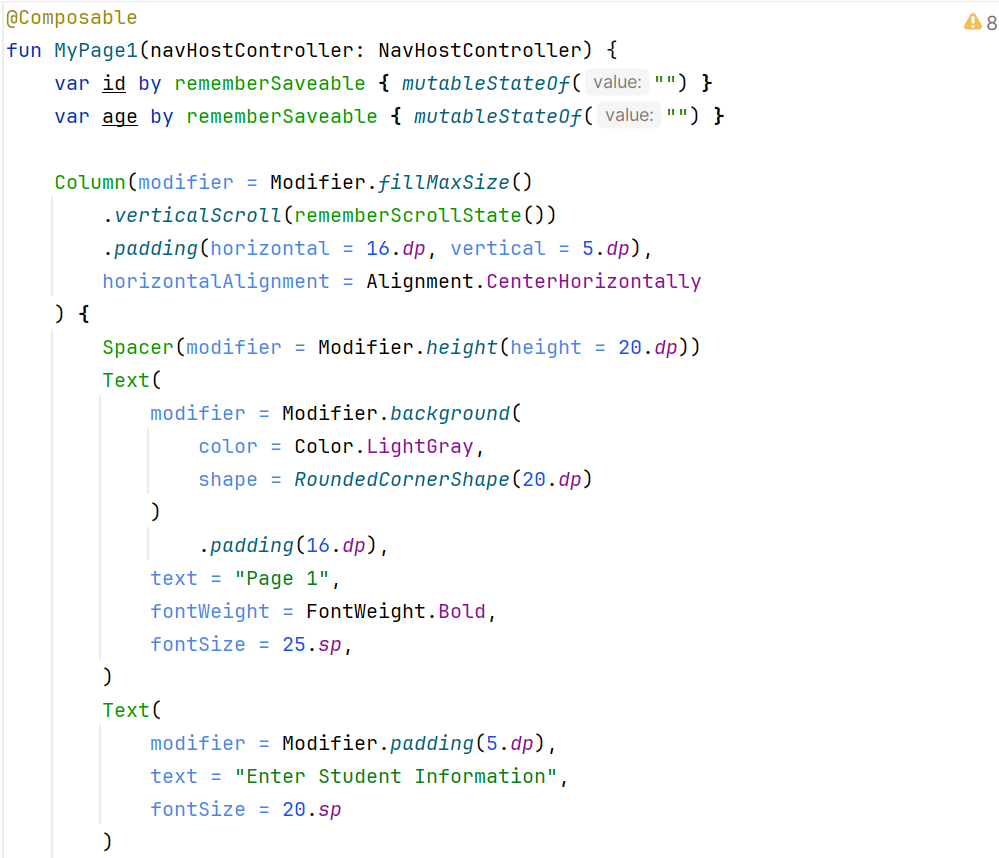 @Composable
8
fun MyPage1(navHostController: NavHostController) {
    var id by rememberSaveable { mutableStateOf( value: "") }
    var age by rememberSaveable { mutableStateOf( value: "") }

    Column(modifier = Modifier.fillMaxSize()
        .verticalScroll(rememberScrollState())
        .padding(horizontal = 16.dp, vertical = 5.dp),
        horizontalAlignment = Alignment.CenterHorizontally
    ) {
        Spacer(modifier = Modifier.height(height = 20.dp))
        Text(
            modifier = Modifier.background(
                color = Color.LightGray,
                shape = RoundedCornerShape(20.dp)
            )
                .padding(16.dp),
            text = "Page 1",
            fontWeight = FontWeight.Bold,
            fontSize = 25.sp,
        )
        Text(
            modifier = Modifier.padding(5.dp),
            text = "Enter Student Information",
            fontSize = 20.sp
        )